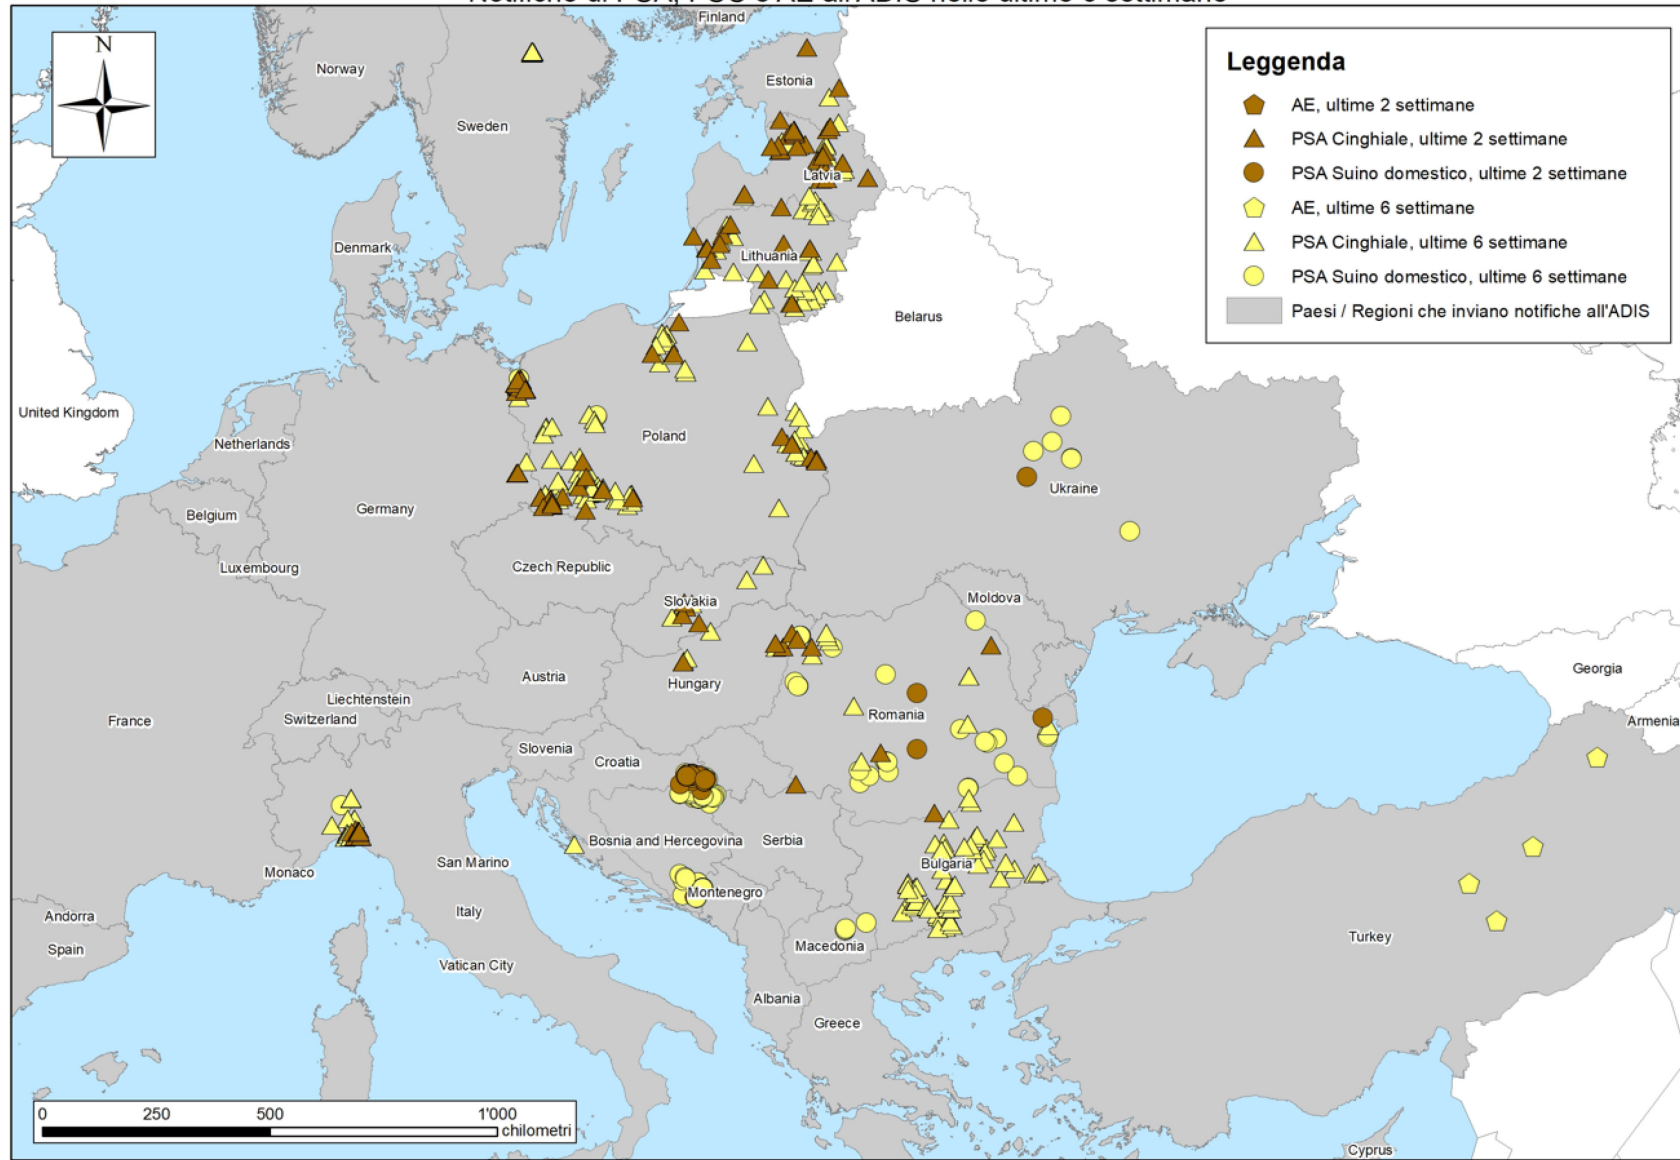 Finland
N
Norway
Sweden
Estonia
Latvia
Denmark
Lithuania
Belarus
Leggenda
AE, ultime 2 settimane
PSA Cinghiale, ultime 2 settimane
PSA Suino domestico, ultime 2 settimane
AE, ultime 6 settimane
PSA Cinghiale, ultime 6 settimane
PSA Suino domestico, ultime 6 settimane
Paesi / Regioni che inviano notifiche all'ADIS
United Kingdom
Netherlands
Poland
Ukraine
Belgium
Germany
Luxembourg
Czech Republic
Slovakia
Moldova
Austria
Hungary
Georgia
Liechtenstein
Switzerland
France
Romania
Armenia
Slovenia
Croatia
Bosnia and Hercegovina
Serbia
San Marino
Monaco
Bulgaria
Montenegro
Andorra
Italy
Spain
Macedonia
Turkey
Vatican City
Albania
Greece
0 250 500 1'000
chilometri
Cyprus